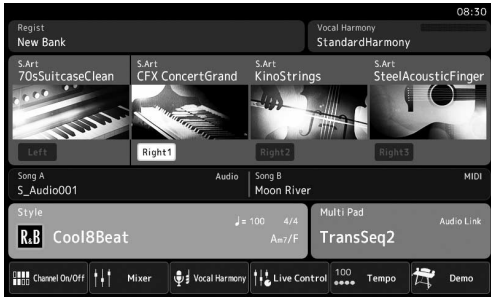 08:30
Regist
New Bank
Vocal Harmony
StandardHarmony
S.Art
70sSuitcaseClean
S.Art
CFX ConcertGrand
S.Art
KinoStrings
S.Art
SteelAcousticFinger
Left
Right1
Right2
Right3
Song A
Audio
S_Audio001
Song B
MIDI
Moon River
Style
♩= 100 4/4
R&B Cool8Beat
Am7/F
Multi Pad
Audio Link
TransSeq2
Channel On/Off
Mixer
Vocal Harmony
Live Control
100
Tempo
Demo